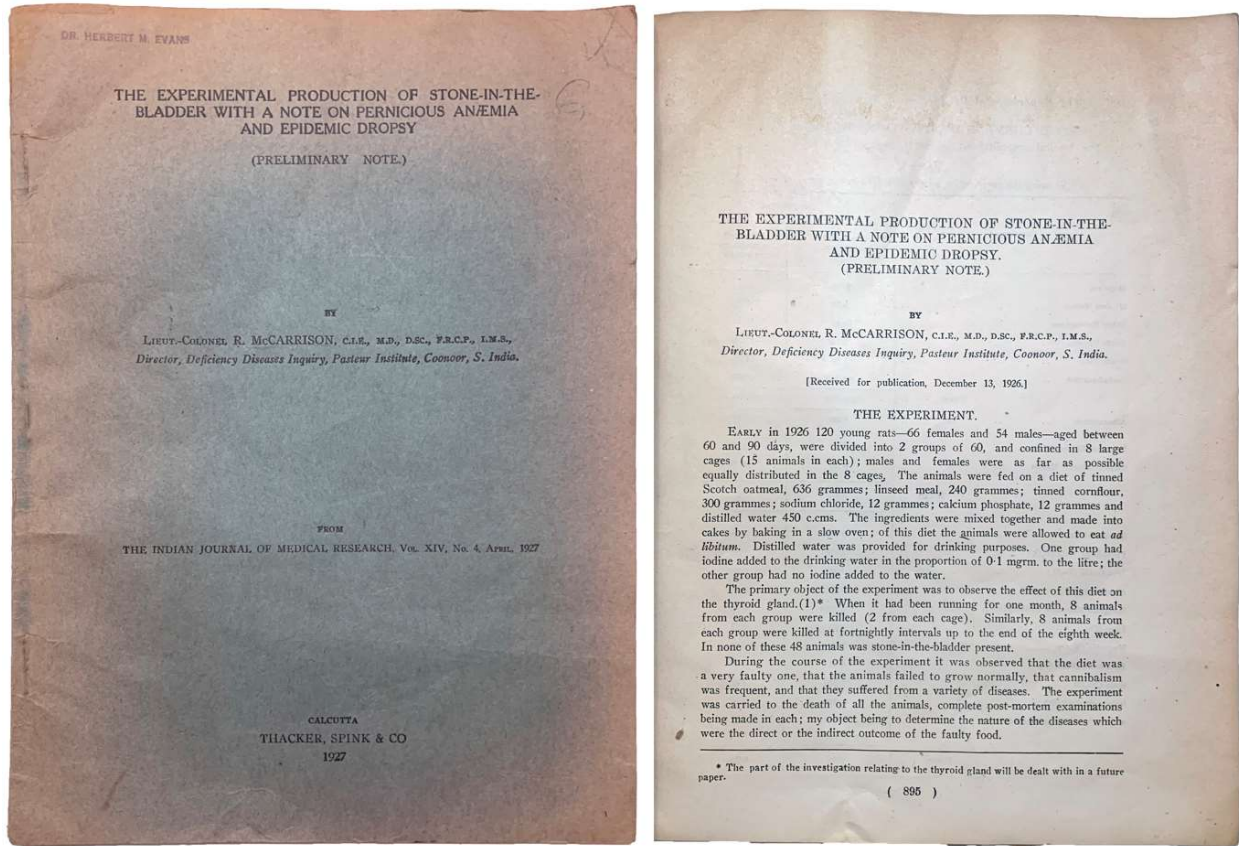 DR. HERBERT M. EVANS
THE EXPERIMENTAL PRODUCTION OF STONE-IN-THE-
BLADDER WITH A NOTE ON PERNICIOUS ANÆMIA
AND EPIDEMIC DROPSY
(PRELIMINARY NOTE.)
BY
LIEUT.-COLONEL R. McCARRISON, C.I.E., M.D., D.SC., F.R.C.P., I.M.S.,
Director, Deficiency Diseases Inquiry, Pasteur Institute, Coonoor, S. India.
FROM
THE INDIAN JOURNAL OF MEDICAL RESEARCH, VOL. XIV, No. 4, APRIL, 1927
CALCUTTA
THACKER, SPINK & CO
1927
THE EXPERIMENTAL PRODUCTION OF STONE-IN-THE-
BLADDER WITH A NOTE ON PERNICIOUS ANÆMIA
AND EPIDEMIC DROPSY.
(PRELIMINARY NOTE.)
BY
LIEUT.-COLONEL R. McCARRISON, C.I.E., M.D., D.SC., F.R.C.P., I.M.S.,
Director, Deficiency Diseases Inquiry, Pasteur Institute, Coonoor, S. India.
[Received for publication, December 13, 1926.]
THE EXPERIMENT.
EARLY in 1926 120 young rats—66 females and 54 males—aged between
60 and 90 days, were divided into 2 groups of 60, and confined in 8 large
cages (15 animals in each); males and females were as far as possible
equally distributed in the 8 cages. The animals were fed on a diet of tinned
Scotch oatmeal, 636 grammes; linseed meal, 240 grammes; tinned cornflour,
300 grammes; sodium chloride, 12 grammes; calcium phosphate, 12 grammes and
distilled water 450 c.cms. The ingredients were mixed together and made into
cakes by baking in a slow oven; of this diet the animals were allowed to eat ad
libitum. Distilled water was provided for drinking purposes. One group had
iodine added to the drinking water in the proportion of 0·1 mgrm. to the litre; the
other group had no iodine added to the water.
The primary object of the experiment was to observe the effect of this diet on
the thyroid gland.(1)* When it had been running for one month, 8 animals
from each group were killed (2 from each cage). Similarly, 8 animals from
each group were killed at fortnightly intervals up to the end of the eighth week.
In none of these 48 animals was stone-in-the-bladder present.
During the course of the experiment it was observed that the diet was
a very faulty one, that the animals failed to grow normally, that cannibalism
was frequent, and that they suffered from a variety of diseases. The experiment
was carried to the death of all the animals, complete post-mortem examinations
being made in each; my object being to determine the nature of the diseases which
were the direct or the indirect outcome of the faulty food.
* The part of the investigation relating to the thyroid gland will be dealt with in a future
paper.
( 895 )